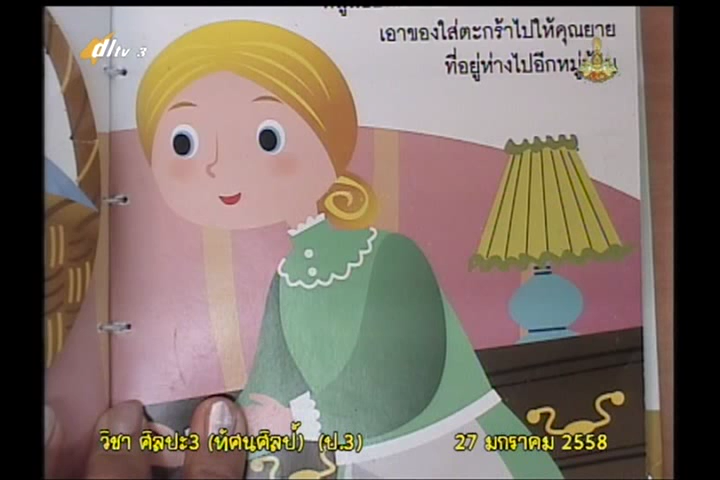 dltv 3
เอาของใส่ตะกร้าไปให้คุณยาย
ที่อยู่ห่างไปอีกหมู่บ้าน
วิชา ศิลปะ3 (ทัศนศิลป์) (ป.3)
27 มกราคม 2558